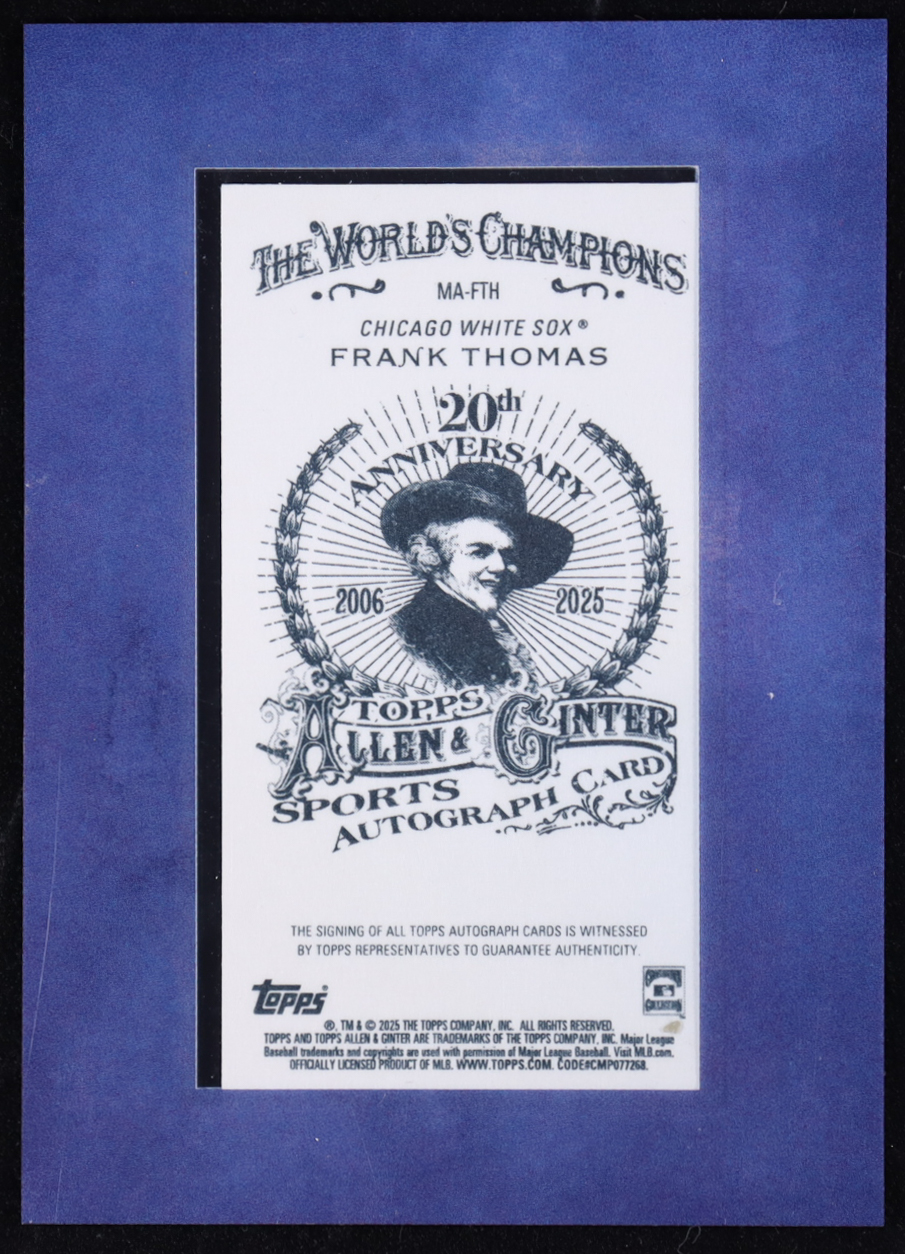 THE WORLD'S CHAMPIONS
MA-FTH
CHICAGO WHITE SOX®
FRANK THOMAS
20th
ANNIVERSARY
2006 2025
TOPPS
ALLEN & GINTER
SPORTS
AUTOGRAPH CARD
THE SIGNING OF ALL TOPPS AUTOGRAPH CARDS IS WITNESSED
BY TOPPS REPRESENTATIVES TO GUARANTEE AUTHENTICITY.
topps
®, TM & © 2025 THE TOPPS COMPANY, INC. ALL RIGHTS RESERVED.
TOPPS AND TOPPS ALLEN & GINTER ARE TRADEMARKS OF THE TOPPS COMPANY, INC. Major League
Baseball trademarks and copyrights are used with permission of Major League Baseball. Visit MLB.com.
OFFICIALLY LICENSED PRODUCT OF MLB. WWW.TOPPS.COM. CODE#CMP077268.